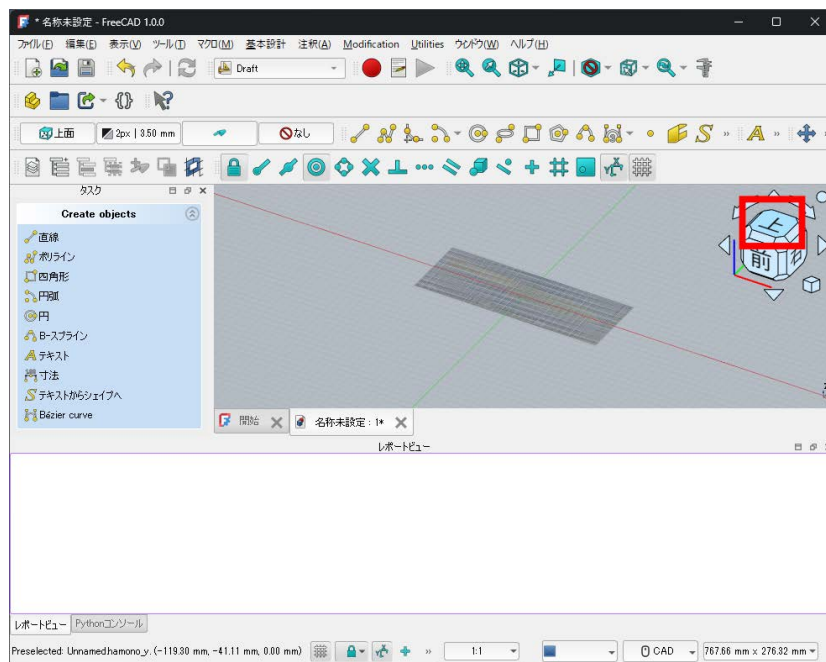 * 名称未設定 - FreeCAD 1.0.0
ファイル(F) 編集(E) 表示(V) ツール(T) マクロ(M) 基本設計 注釈(A) Modification Utilities ウィンドウ(W) ヘルプ(H)
Draft
上面 2px | 3.50 mm なし
タスク
Create objects
直線
ポリライン
四角形
円弧
円
B-スプライン
テキスト
寸法
テキストからシェイプへ
Bézier curve
上
前
右
開始
名称未設定 : 1*
レポートビュー
レポートビュー Pythonコンソール
Preselected: Unnamed.hamono_y. (-119.30 mm, -41.11 mm, 0.00 mm) 1:1 CAD 767.66 mm x 276.32 mm